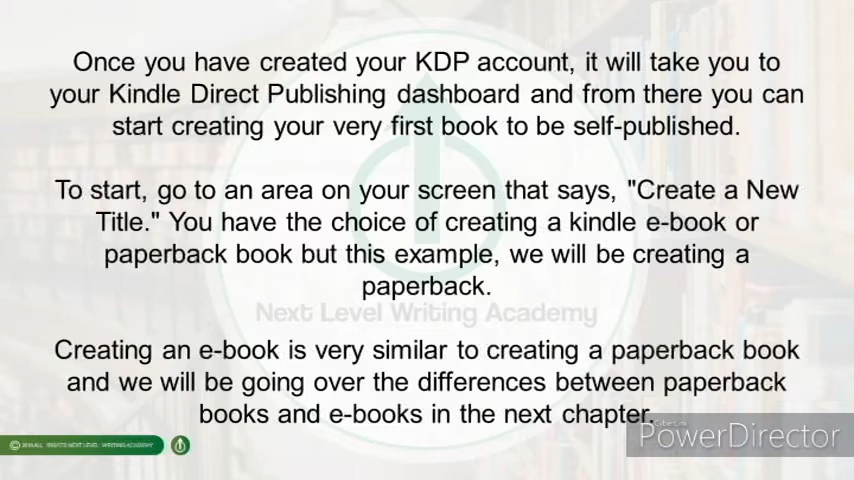 Once you have created your KDP account, it will take you to
your Kindle Direct Publishing dashboard and from there you can
start creating your very first book to be self-published.
To start, go to an area on your screen that says, "Create a New
Title." You have the choice of creating a kindle e-book or
paperback book but this example, we will be creating a
paperback.
Next Level Writing Academy
Creating an e-book is very similar to creating a paperback book
and we will be going over the differences between paperback
books and e-books in the next chapter.
CyberLink
PowerDirector
NEXT LEVEL WRITING ACADEMY